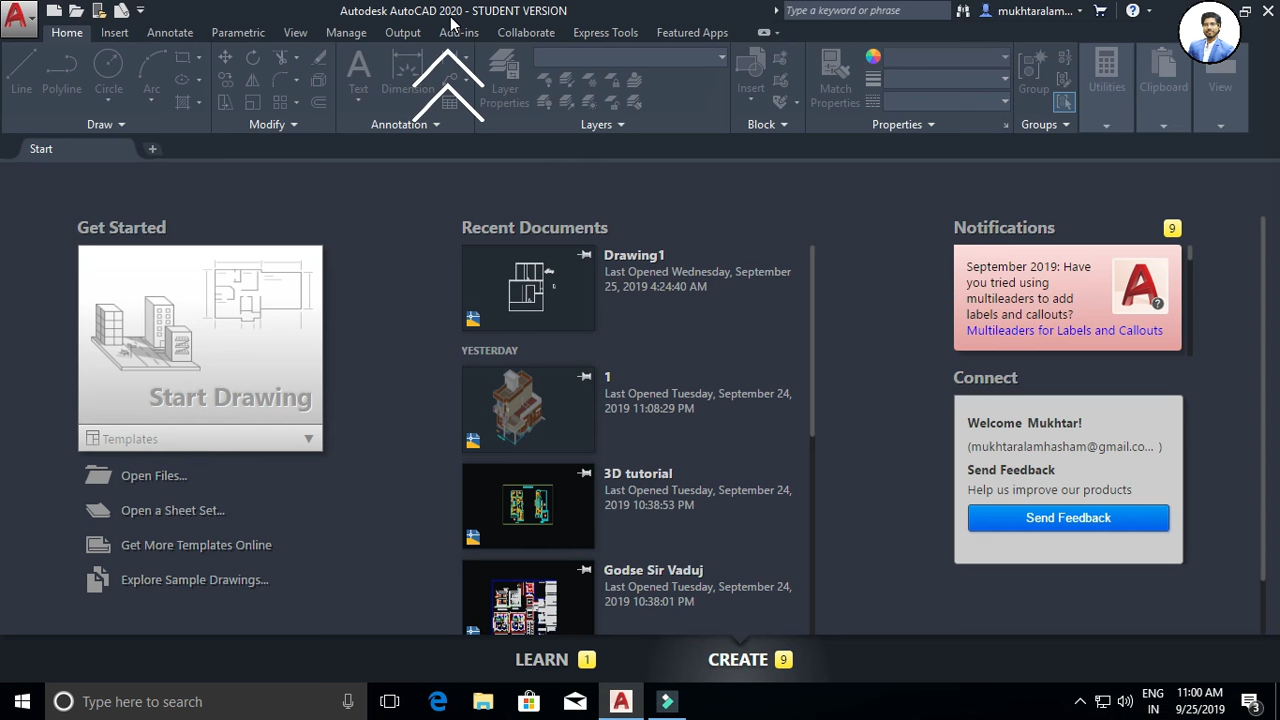 Autodesk AutoCAD 2020 - STUDENT VERSION
Type a keyword or phrase
mukhtaralam...
Home Insert Annotate Parametric View Manage Output Add-ins Collaborate Express Tools Featured Apps
Line Polyline Circle Arc Text Dimension Layer Properties Insert Match Properties Group Utilities Clipboard View
Draw Modify Annotation Layers Block Properties Groups
Start
Get Started
Start Drawing
Templates
Open Files...
Open a Sheet Set...
Get More Templates Online
Explore Sample Drawings...
Recent Documents
Drawing1
Last Opened Wednesday, September
25, 2019 4:24:40 AM
YESTERDAY
1
Last Opened Tuesday, September 24,
2019 11:08:29 PM
3D tutorial
Last Opened Tuesday, September 24,
2019 10:38:53 PM
Godse Sir Vaduj
Last Opened Tuesday, September 24,
2019 10:38:01 PM
Notifications 9
September 2019: Have
you tried using
multileaders to add
labels and callouts?
Multileaders for Labels and Callouts
Connect
Welcome Mukhtar!
(mukhtaralamhasham@gmail.co... )
Send Feedback
Help us improve our products
Send Feedback
LEARN 1 CREATE 9
Type here to search
ENG
IN
11:00 AM
9/25/2019
3